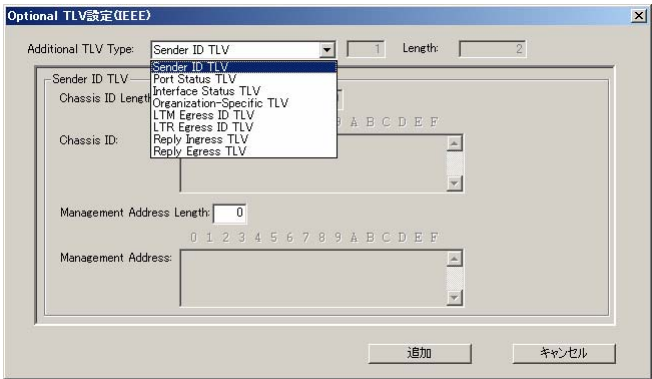 Optional TLV設定(IEEE)
Additional TLV Type: Sender ID TLV 1 Length: 2
Sender ID TLV
Port Status TLV
Interface Status TLV
Organization-Specific TLV
LTM Egress ID TLV
LTR Egress ID TLV
Reply Ingress TLV
Reply Egress TLV
Sender ID TLV
Chassis ID Lengt
9 A B C D E F
Chassis ID:
Management Address Length: 0
0 1 2 3 4 5 6 7 8 9 A B C D E F
Management Address:
追加 キャンセル